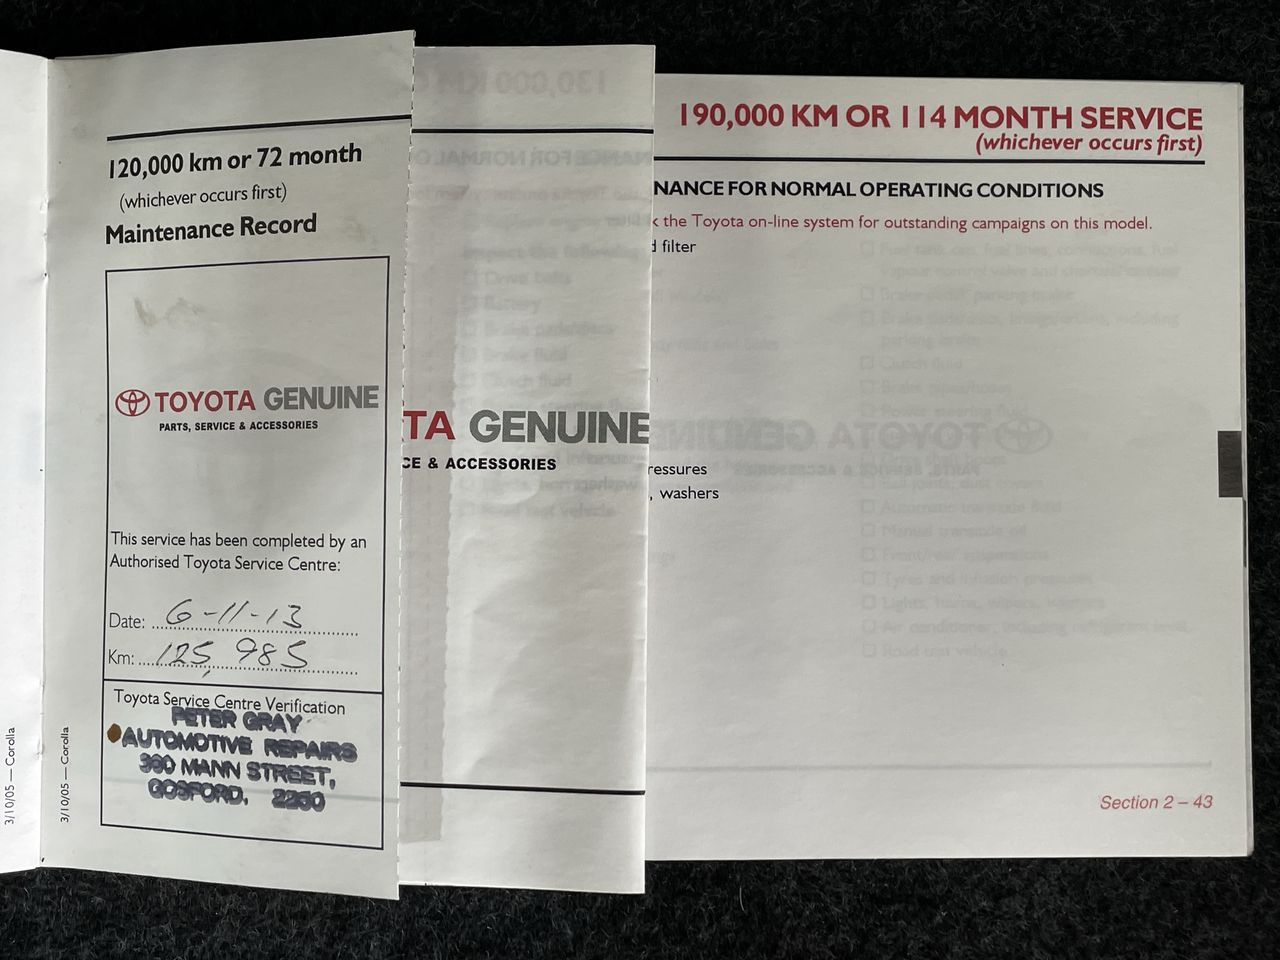 120,000 km or 72 month
(whichever occurs first)
Maintenance Record
TOYOTA GENUINE
PARTS, SERVICE & ACCESSORIES
This service has been completed by an
Authorised Toyota Service Centre:
Date: 6-11-13
Km: 125,985
Toyota Service Centre Verification
PETER GRAY
AUTOMOTIVE REPAIRS
360 MANN STREET,
GOSFORD, 2250
3/10/05 — Corolla
3/10/05 — Corolla
TA GENUINE
CE & ACCESSORIES
190,000 KM OR 114 MONTH SERVICE
(whichever occurs first)
NANCE FOR NORMAL OPERATING CONDITIONS
k the Toyota on-line system for outstanding campaigns on this model.
d filter
ressures
, washers
Section 2 – 43